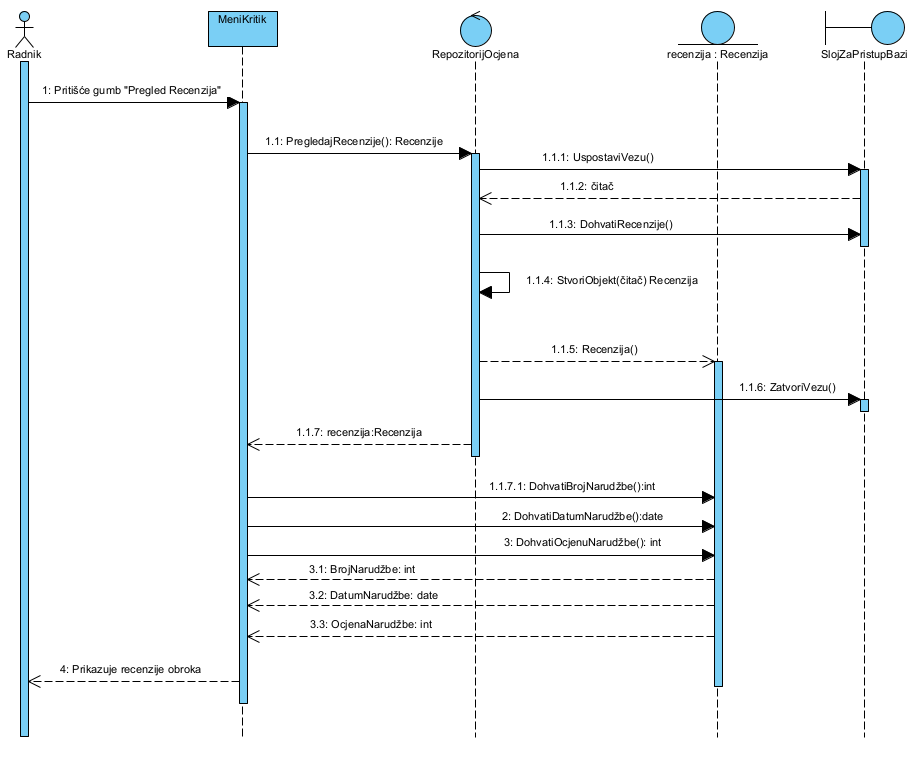 MeniKritik
Radnik
RepozitorijOcjena
recenzija : Recenzija
SlojZaPristupBazi
1: Pritišće gumb "Pregled Recenzija"
1.1: PregledajRecenzije(): Recenzije
1.1.1: UspostaviVezu()
1.1.2: čitač
1.1.3: DohvatiRecenzije()
1.1.4: StvoriObjekt(čitač) Recenzija
1.1.5: Recenzija()
1.1.6: ZatvoriVezu()
1.1.7: recenzija:Recenzija
1.1.7.1: DohvatiBrojNarudžbe():int
2: DohvatiDatumNarudžbe():date
3: DohvatiOcjenuNarudžbe(): int
3.1: BrojNarudžbe: int
3.2: DatumNarudžbe: date
3.3: OcjenaNarudžbe: int
4: Prikazuje recenzije obroka